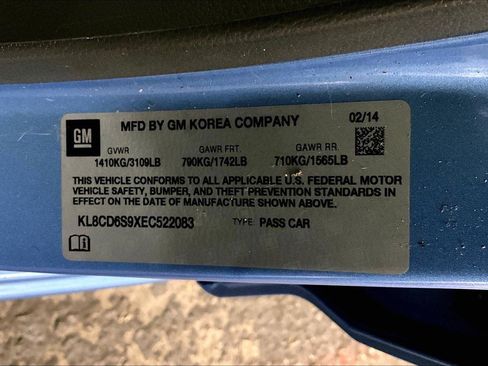 GM MFD BY GM KOREA COMPANY 02/14
GVWR GAWR FRT. GAWR RR.
1410KG/3109LB 790KG/1742LB 710KG/1565LB
THIS VEHICLE CONFORMS TO ALL APPLICABLE U.S. FEDERAL MOTOR
VEHICLE SAFETY, BUMPER, AND THEFT PREVENTION STANDARDS IN
EFFECT ON THE DATE OF MANUFACTURE SHOWN ABOVE.
KL8CD6S9XEC522083 TYPE: PASS CAR